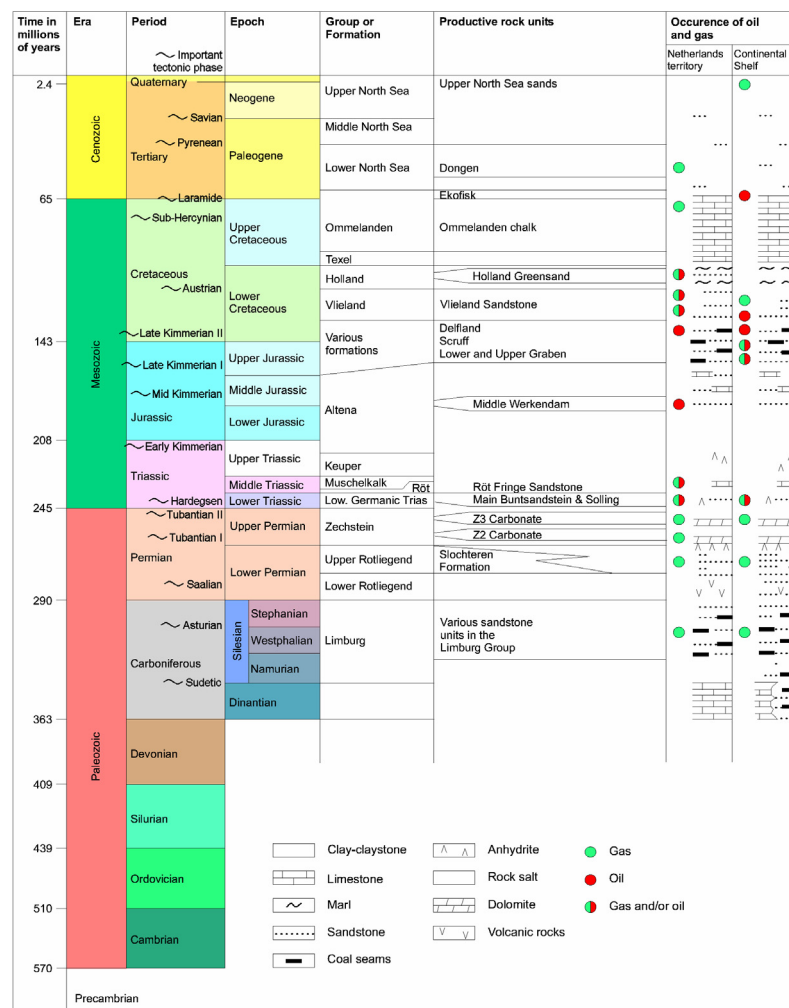 Time in
millions
of years
Era
Period
Important
tectonic phase
Epoch
Group or
Formation
Productive rock units
Occurence of oil
and gas
Netherlands
territory
Continental
Shelf
2.4
65
143
208
245
290
363
409
439
510
570
Cenozoic
Mesozoic
Paleozoic
Quaternary
Savian
Pyrenean
Tertiary
Laramide
Sub-Hercynian
Cretaceous
Austrian
Late Kimmerian II
Late Kimmerian I
Mid Kimmerian
Jurassic
Early Kimmerian
Triassic
Hardegsen
Tubantian II
Tubantian I
Permian
Saalian
Asturian
Carboniferous
Sudetic
Devonian
Silurian
Ordovician
Cambrian
Precambrian
Neogene
Paleogene
Upper
Cretaceous
Lower
Cretaceous
Upper Jurassic
Middle Jurassic
Lower Jurassic
Upper Triassic
Middle Triassic
Lower Triassic
Upper Permian
Lower Permian
Silesian
Stephanian
Westphalian
Namurian
Dinantian
Upper North Sea
Middle North Sea
Lower North Sea
Ommelanden
Texel
Holland
Vlieland
Various
formations
Altena
Keuper
Muschelkalk
Röt
Low. Germanic Trias
Zechstein
Upper Rotliegend
Lower Rotliegend
Limburg
Upper North Sea sands
Dongen
Ekofisk
Ommelanden chalk
Holland Greensand
Vlieland Sandstone
Delfland
Scruff
Lower and Upper Graben
Middle Werkendam
Röt Fringe Sandstone
Main Buntsandstein & Solling
Z3 Carbonate
Z2 Carbonate
Slochteren
Formation
Various sandstone
units in the
Limburg Group
Clay-claystone
Limestone
Marl
Sandstone
Coal seams
Anhydrite
Rock salt
Dolomite
Volcanic rocks
Gas
Oil
Gas and/or oil